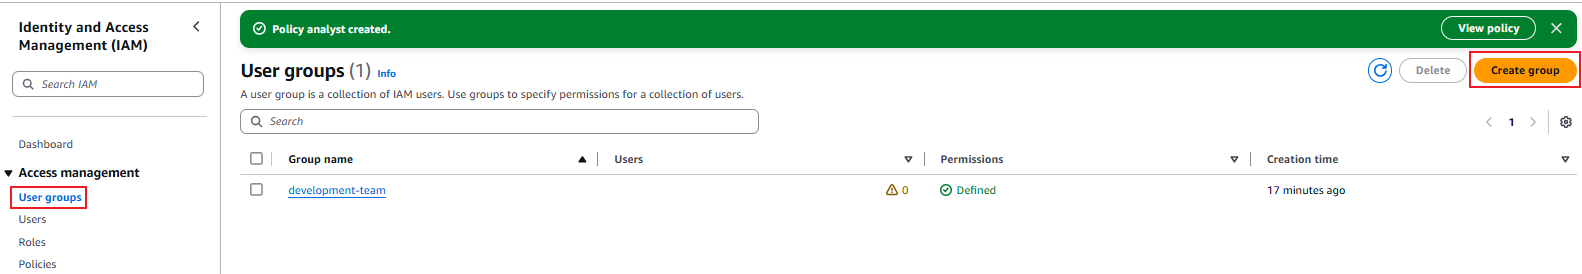 Identity and Access
Management (IAM)
Search IAM
Dashboard
Access management
User groups
Users
Roles
Policies
Policy analyst created.
View policy
User groups (1) Info
Delete
Create group
A user group is a collection of IAM users. Use groups to specify permissions for a collection of users.
Search
1
Group name Users Permissions Creation time
development-team 0 Defined 17 minutes ago